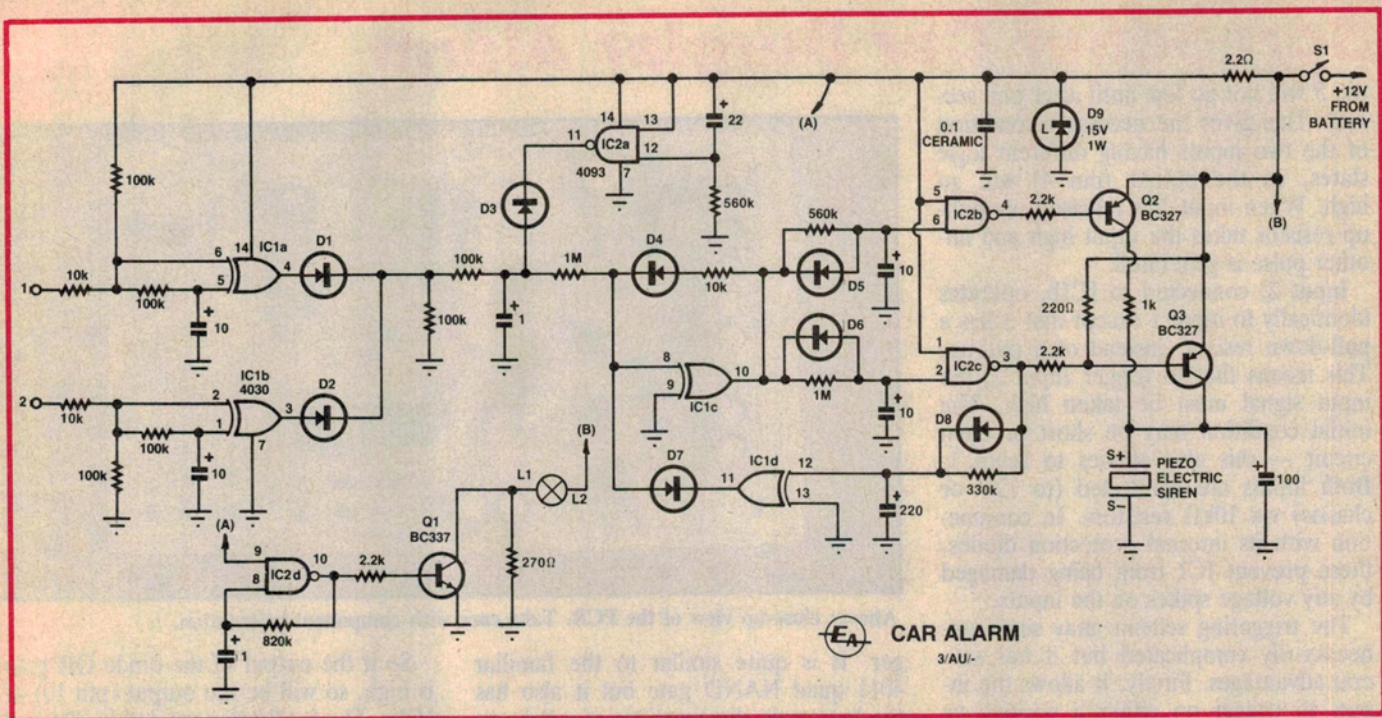 2.2Ω
S1
+12V
FROM
BATTERY
14
13
11
IC2a
12
4093
7
+
22
(A)
0.1
CERAMIC
L
D9
15V
1W
100k
D3
560k
5
6
IC2b
4
2.2k
Q2
BC327
(B)
14
6
5
IC1a
4
D1
10k
1
100k
+
10
100k
100k
+
1
1M
D4
10k
560k
D5
+
10
220Ω
1k
Q3
BC327
IC1b
4030
2
1
3
D2
7
2
10k
100k
100k
+
10
8
9
10
IC1c
D6
1M
+
10
1
2
IC2c
3
2.2k
D8
330k
D7
11
IC1d
12
13
+
220
S+
PIEZO
ELECTRIC
SIREN
S–
+
100
(A)
9
8
IC2d
10
2.2k
Q1
BC337
L1
L2
(B)
270Ω
820k
+
1
EA
CAR ALARM
3/AU/-